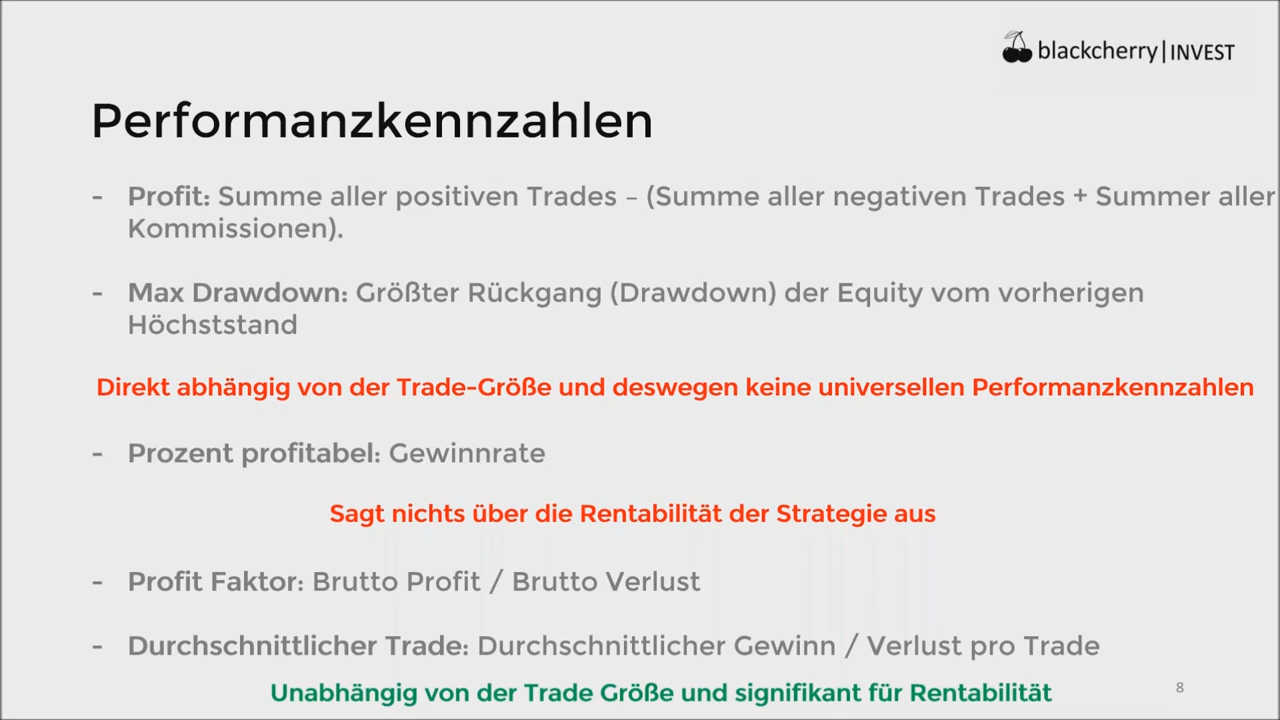 blackcherry|INVEST
Performanzkennzahlen
- Profit: Summe aller positiven Trades – (Summe aller negativen Trades + Summer aller
Kommissionen).
- Max Drawdown: Größter Rückgang (Drawdown) der Equity vom vorherigen
Höchststand
Direkt abhängig von der Trade-Größe und deswegen keine universellen Performanzkennzahlen
- Prozent profitabel: Gewinnrate
Sagt nichts über die Rentabilität der Strategie aus
- Profit Faktor: Brutto Profit / Brutto Verlust
- Durchschnittlicher Trade: Durchschnittlicher Gewinn / Verlust pro Trade
Unabhängig von der Trade Größe und signifikant für Rentabilität
8